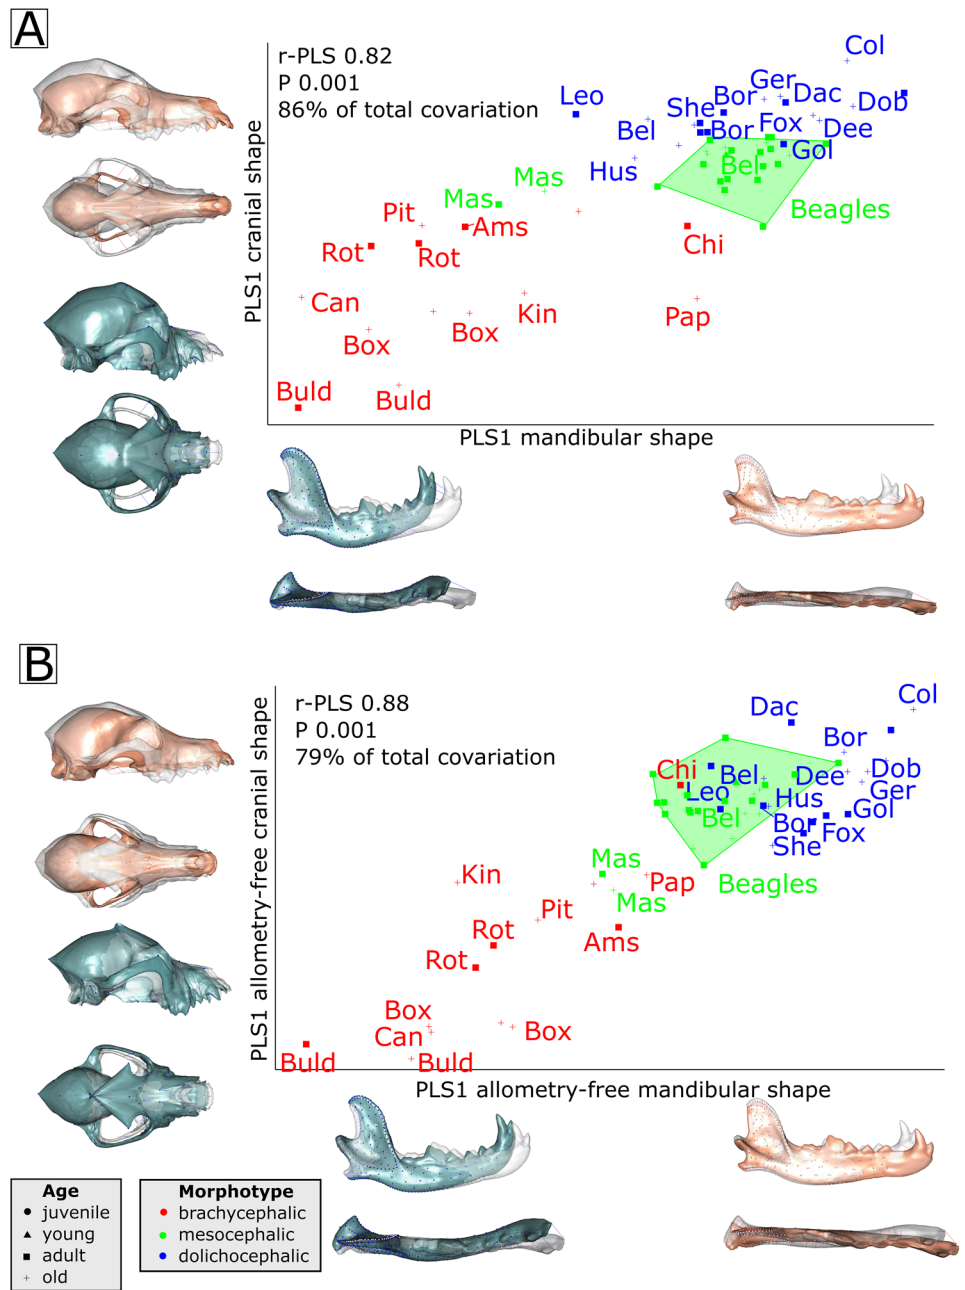 A
r-PLS 0.82
P 0.001
86% of total covariation
PLS1 cranial shape
Col
Leo
Ger
Bor
Dac
Dob
She
Bel
Bor
Fox
Dee
Hus
Bel
Gol
Mas
Mas
Beagles
Pit
Ams
Chi
Rot
Rot
Can
Kin
Pap
Box
Box
Buld
Buld
PLS1 mandibular shape
B
r-PLS 0.88
P 0.001
79% of total covariation
PLS1 allometry-free cranial shape
Col
Dac
Bor
Chi
Bel
Dee
Dob
Leo
Hus
Ger
Bel
Bor
Fox
Gol
She
Mas
Beagles
Kin
Pap
Mas
Pit
Rot
Ams
Rot
Box
Box
Can
Buld
Buld
PLS1 allometry-free mandibular shape
Age
juvenile
young
adult
old
Morphotype
brachycephalic
mesocephalic
dolichocephalic